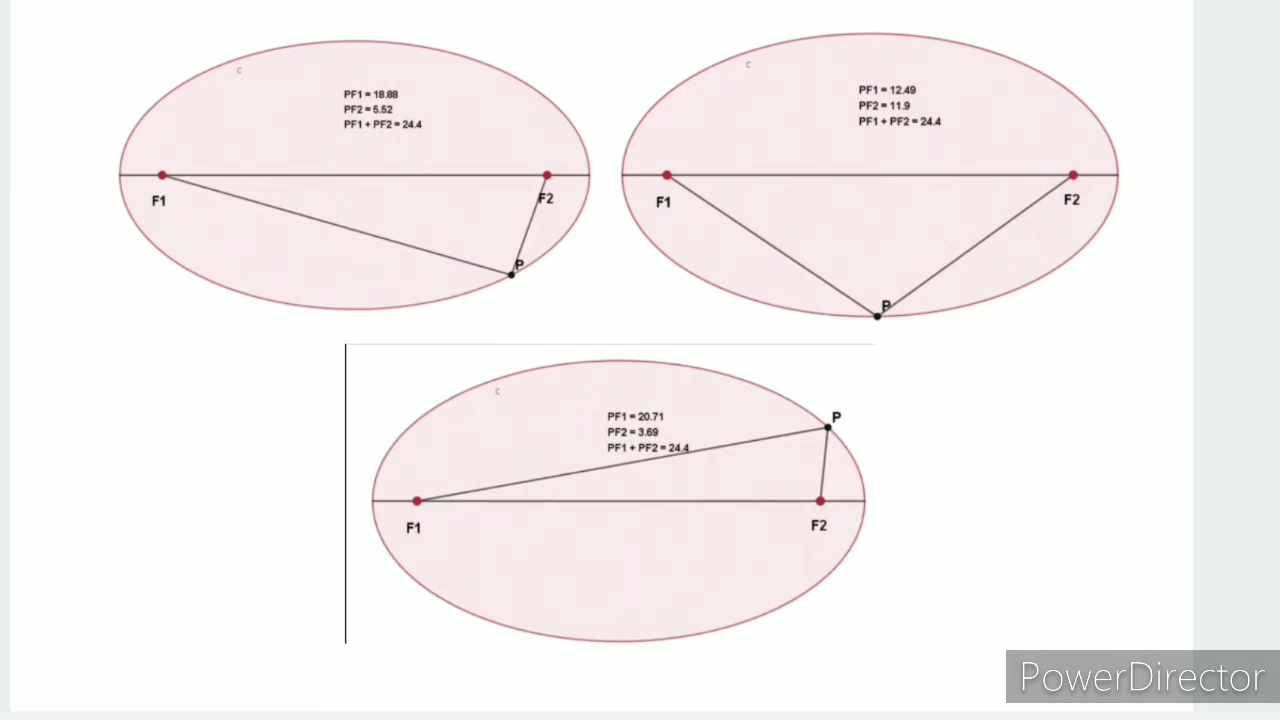 C
PF1 = 18.88
PF2 = 5.52
PF1 + PF2 = 24.4
F1
F2
P
C
PF1 = 12.49
PF2 = 11.9
PF1 + PF2 = 24.4
F1
F2
P
C
PF1 = 20.71
PF2 = 3.69
PF1 + PF2 = 24.4
P
F1
F2
PowerDirector